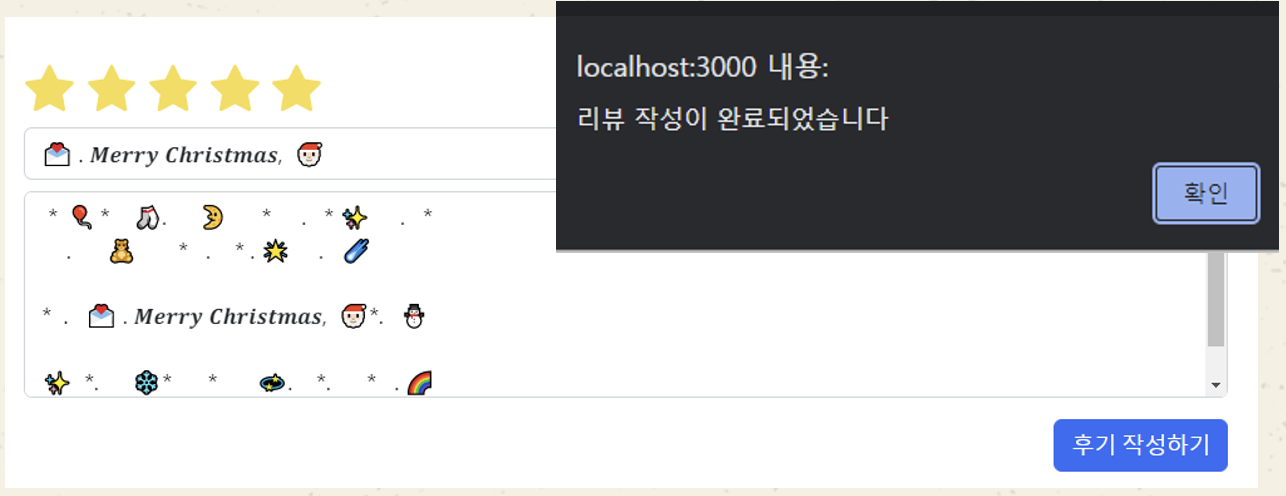 localhost:3000 내용:
리뷰 작성이 완료되었습니다
확인
💌 . 𝑴𝒆𝒓𝒓𝒚 𝑪𝒉𝒓𝒊𝒔𝒕𝒎𝒂𝒔, 🎅🏻
* 🎈* 🧦. 🌛 * . *✨ . *
. 🧸 * . *.🌟 . ☄
* . 💌 . 𝑴𝒆𝒓𝒓𝒚 𝑪𝒉𝒓𝒊𝒔𝒕𝒎𝒂𝒔, 🎅🏻*. ⛄
✨ *. ❄* * 💫. *. * .🌈
후기 작성하기